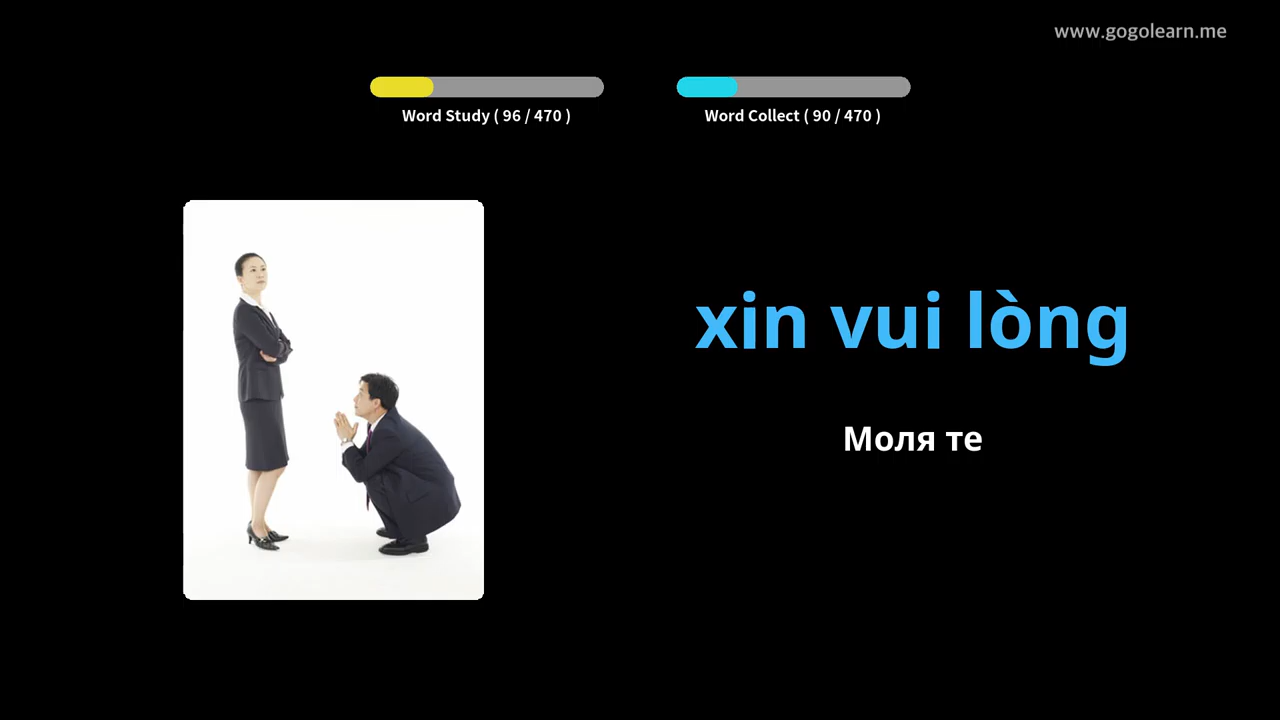 www.gogolearn.me
Word Study ( 96 / 470 )
Word Collect ( 90 / 470 )
xin vui lòng
Моля те